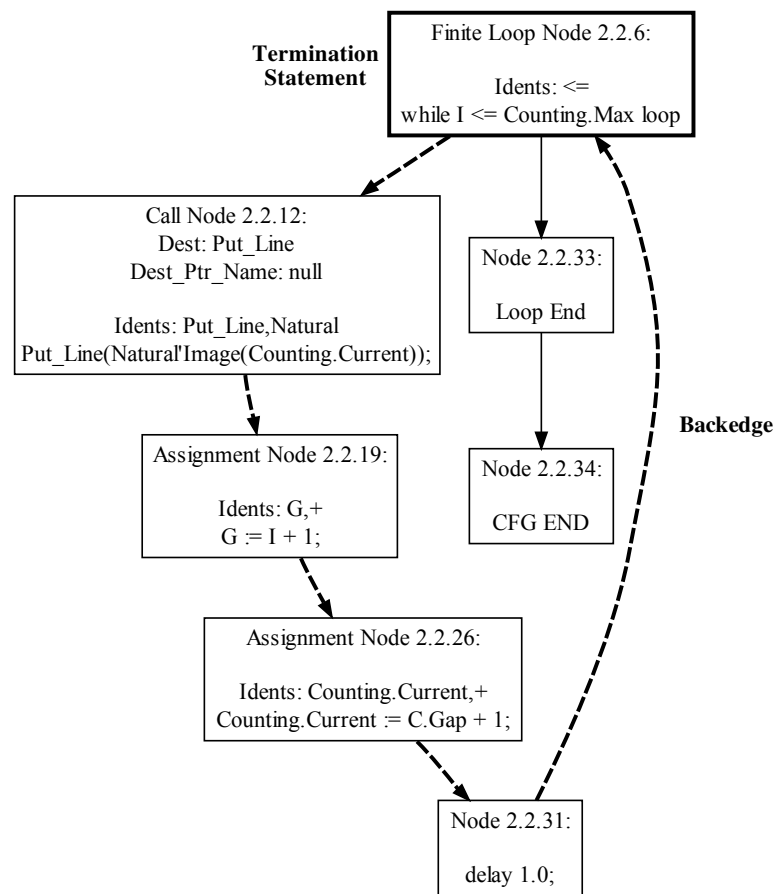 Termination
Statement
Finite Loop Node 2.2.6:
Idents: <=
while I <= Counting.Max loop
Call Node 2.2.12:
Dest: Put_Line
Dest_Ptr_Name: null
Idents: Put_Line,Natural
Put_Line(Natural'Image(Counting.Current));
Node 2.2.33:
Loop End
Backedge
Assignment Node 2.2.19:
Idents: G,+
G := I + 1;
Node 2.2.34:
CFG END
Assignment Node 2.2.26:
Idents: Counting.Current,+
Counting.Current := C.Gap + 1;
Node 2.2.31:
delay 1.0;